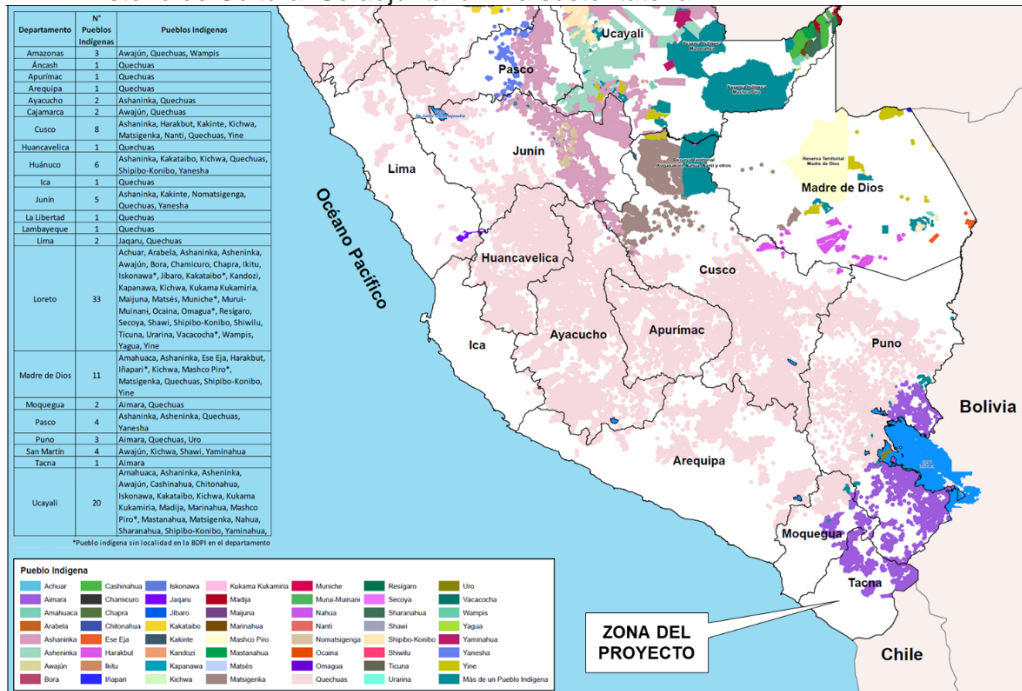 Departamento
N° Pueblos Indígenas
Pueblos Indígenas
Amazonas 3 Awajún, Quechuas, Wampis
Áncash 1 Quechuas
Apurímac 1 Quechuas
Arequipa 1 Quechuas
Ayacucho 2 Ashaninka, Quechuas
Cajamarca 2 Awajún, Quechuas
Cusco 8 Ashaninka, Harakbut, Kakinte, Kichwa,
Matsigenka, Nanti, Quechuas, Yine
Huancavelica 1 Quechuas
Huánuco 6 Ashaninka, Kakataibo, Kichwa, Quechuas,
Shipibo-Konibo, Yanesha
Ica 1 Quechuas
Junín 5 Ashaninka, Kakinte, Nomatsigenga,
Quechuas, Yanesha
La Libertad 1 Quechuas
Lambayeque 1 Quechuas
Lima 2 Jaqaru, Quechuas
Loreto 33 Achuar, Arabela, Ashaninka, Asheninka,
Awajún, Bora, Chamicuro, Chapra, Ikitu,
Iskonawa*, Jíbaro, Kakataibo*, Kandozi,
Kapanawa, Kichwa, Kukama Kukamiria,
Maijuna, Matsés, Muniche*, Murui-
Muinanɨ, Ocaina, Omagua*, Resígaro,
Secoya, Shawi, Shipibo-Konibo, Shiwilu,
Ticuna, Urarina, Vacacocha*, Wampis,
Yagua, Yine
Madre de Dios 11 Amahuaca, Ashaninka, Ese Eja, Harakbut,
Iñapari*, Kichwa, Mashco Piro*,
Matsigenka, Quechuas, Shipibo-Konibo,
Yine
Moquegua 2 Aimara, Quechuas
Pasco 4 Ashaninka, Asheninka, Quechuas,
Yanesha
Puno 3 Aimara, Quechuas, Uro
San Martín 4 Awajún, Kichwa, Shawi, Yaminahua
Tacna 1 Aimara
Ucayali 20 Amahuaca, Ashaninka, Asheninka,
Awajún, Cashinahua, Chitonahua,
Iskonawa, Kakataibo, Kichwa, Kukama
Kukamiria, Madija, Marinahua, Mashco
Piro*, Mastanahua, Matsigenka, Nahua,
Sharanahua, Shipibo-Konibo, Yaminahua,
*Pueblo indígena sin localidad en la BDPI en el departamento
Ucayali
Pasco
Reserva Indígena
Mashco Piro
Junín
Lima
Reserva Territorial
Madre de Dios
Madre de Dios
Océano Pacífico
Huancavelica
Cusco
Ayacucho
Apurímac
Ica
Puno
Bolivia
Arequipa
Moquegua
Tacna
ZONA DEL
PROYECTO
Chile
Pueblo Indígena
Achuar Cashinahua Iskonawa Kukama Kukamiria Muniche Resígaro Uro
Aimara Chamicuro Jaqaru Madija Murui-Muinani Secoya Vacacocha
Amahuaca Chapra Jíbaro Maijuna Nahua Sharanahua Wampis
Arabela Chitonahua Kakataibo Marinahua Nanti Shawi Yagua
Ashaninka Ese Eja Kakinte Mashco Piro Nomatsigenga Shipibo-Konibo Yaminahua
Asheninka Harakbut Kandozi Mastanahua Ocaina Shiwilu Yanesha
Awajún Ikitu Kapanawa Matsés Omagua Ticuna Yine
Bora Iñapari Kichwa Matsigenka Quechuas Urarina Más de un Pueblo Indígena